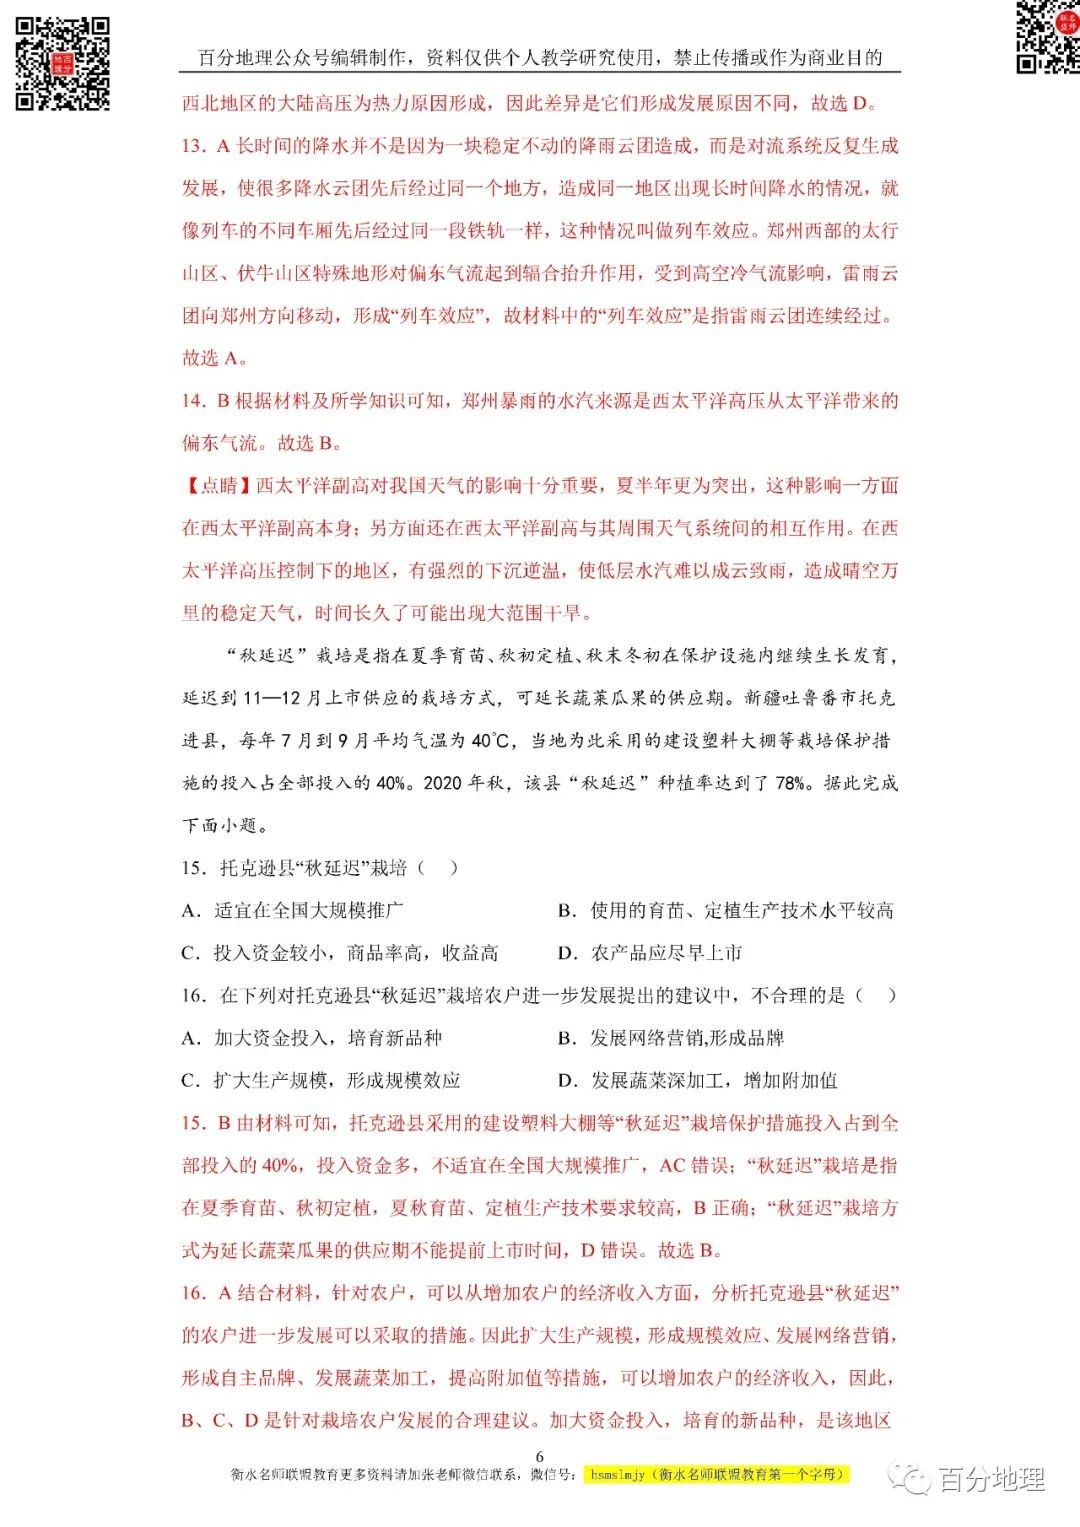 百分地理公众号编辑制作，资料仅供个人教学研究使用，禁止传播或作为商业目的
西北地区的大陆高压为热力原因形成，因此差异是它们形成发展原因不同，故选 D。
13．A 长时间的降水并不是因为一块稳定不动的降雨云团造成，而是对流系统反复生成
发展，使很多降水云团先后经过同一个地方，造成同一地区出现长时间降水的情况，就
像列车的不同车厢先后经过同一段铁轨一样，这种情况叫做列车效应。郑州西部的太行
山区、伏牛山区特殊地形对偏东气流起到辐合抬升作用，受到高空冷气流影响，雷雨云
团向郑州方向移动，形成“列车效应”，故材料中的“列车效应”是指雷雨云团连续经过。
故选 A。
14．B 根据材料及所学知识可知，郑州暴雨的水汽来源是西太平洋高压从太平洋带来的
偏东气流。故选 B。
【点睛】西太平洋副高对我国天气的影响十分重要，夏半年更为突出，这种影响一方面
在西太平洋副高本身；另方面还在西太平洋副高与其周围天气系统间的相互作用。在西
太平洋高压控制下的地区，有强烈的下沉逆温，使低层水汽难以成云致雨，造成晴空万
里的稳定天气，时间长久了可能出现大范围干旱。
“秋延迟”栽培是指在夏季育苗、秋初定植、秋末冬初在保护设施内继续生长发育，
延迟到 11—12 月上市供应的栽培方式，可延长蔬菜瓜果的供应期。新疆吐鲁番市托克
逊县，每年 7 月到 9 月平均气温为 40℃，当地为此采用的建设塑料大棚等栽培保护措
施的投入占全部投入的 40%。2020 年秋，该县“秋延迟”种植率达到了 78%。据此完成
下面小题。
15．托克逊县“秋延迟”栽培（ ）
A．适宜在全国大规模推广 B．使用的育苗、定植生产技术水平较高
C．投入资金较小，商品率高，收益高 D．农产品应尽早上市
16．在下列对托克逊县“秋延迟”栽培农户进一步发展提出的建议中，不合理的是（ ）
A．加大资金投入，培育新品种 B．发展网络营销,形成品牌
C．扩大生产规模，形成规模效应 D．发展蔬菜深加工，增加附加值
15．B 由材料可知，托克逊县采用的建设塑料大棚等“秋延迟”栽培保护措施投入占到全
部投入的 40%，投入资金多，不适宜在全国大规模推广，AC 错误；“秋延迟”栽培是指
在夏季育苗、秋初定植，夏秋育苗、定植生产技术要求较高，B 正确；“秋延迟”栽培方
式为延长蔬菜瓜果的供应期不能提前上市时间，D 错误。故选 B。
16．A 结合材料，针对农户，可以从增加农户的经济收入方面，分析托克逊县“秋延迟”
的农户进一步发展可以采取的措施。因此扩大生产规模，形成规模效应、发展网络营销，
形成自主品牌、发展蔬菜加工，提高附加值等措施，可以增加农户的经济收入，因此，
B、C、D 是针对栽培农户发展的合理建议。加大资金投入，培育的新品种，是该地区
6
衡水名师联盟教育更多资料请加张老师微信联系，微信号：hsmslmjy（衡水名师联盟教育第一个字母）
百分地理